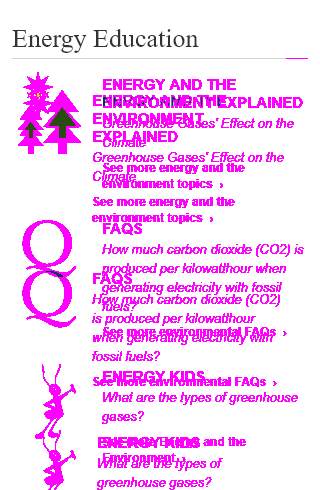 Energy Education
ENERGY AND THE
ENVIRONMENT EXPLAINED
Greenhouse Gases' Effect on the
Climate
See more energy and the
environment topics ›
ENERGY AND THE
ENVIRONMENT
EXPLAINED
Greenhouse Gases' Effect on the
Climate
See more energy and the
environment topics ›
Q
FAQS
How much carbon dioxide (CO2) is
produced per kilowatthour when
generating electricity with fossil
fuels?
See more environmental FAQs ›
Q
FAQS
How much carbon dioxide (CO2)
is produced per kilowatthour
when generating electricity with
fossil fuels?
See more environmental FAQs ›
ENERGY KIDS
What are the types of greenhouse
gases?
and the
Environment ›
ENERGY KIDS
What are the types of
greenhouse gases?